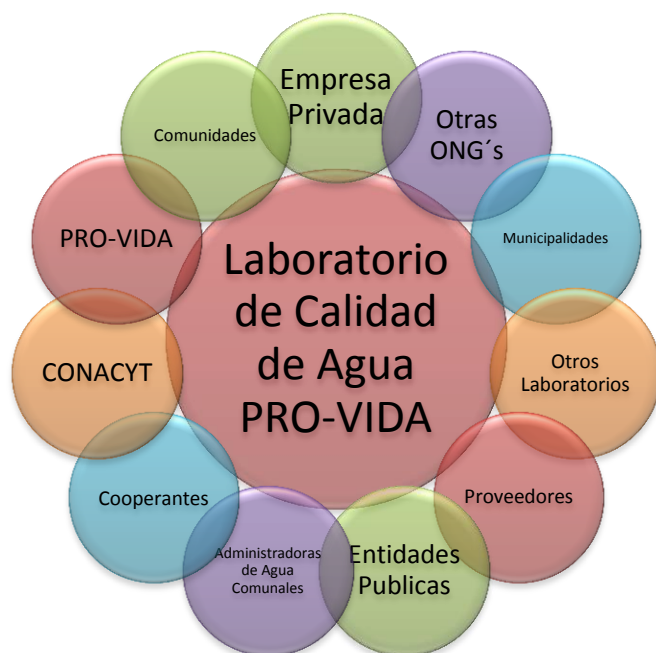 Empresa
Privada
Otras
ONG´s
Municipalidades
Otros
Laboratorios
Proveedores
Entidades
Publicas
Administradoras
de Agua
Comunales
Cooperantes
CONACYT
PRO-VIDA
Comunidades
Laboratorio
de Calidad
de Agua
PRO-VIDA